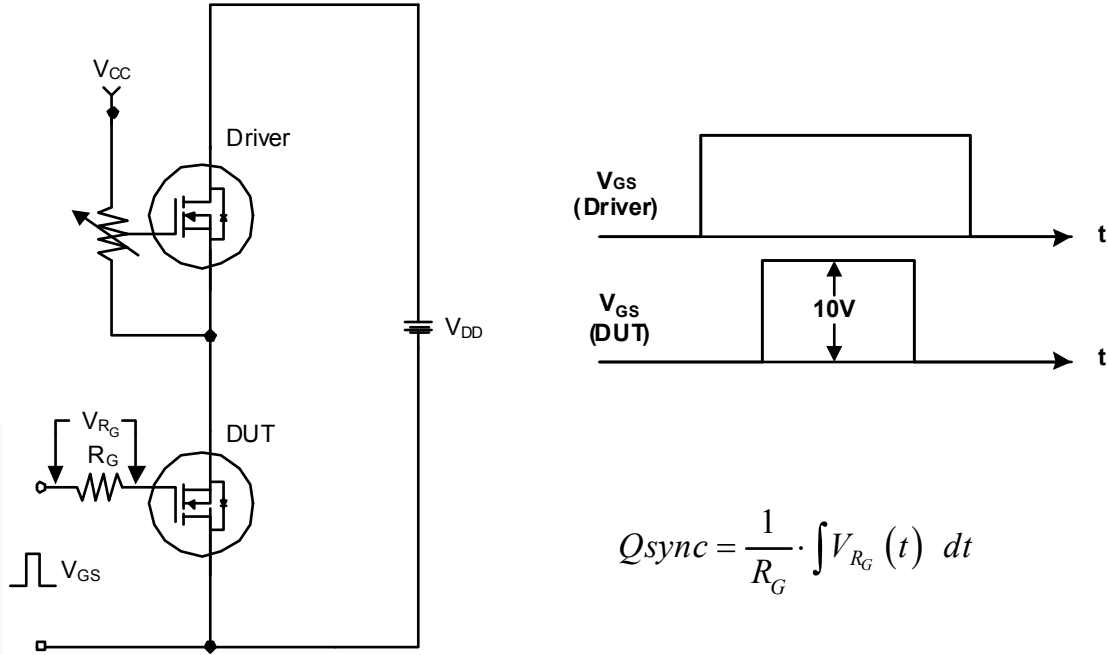 VCC
Driver
VDD
VRG
RG
DUT
VGS
VGS
(Driver)
t
VGS
(DUT)
10V
t
Qsync = 1/RG · ∫ VRG (t) dt